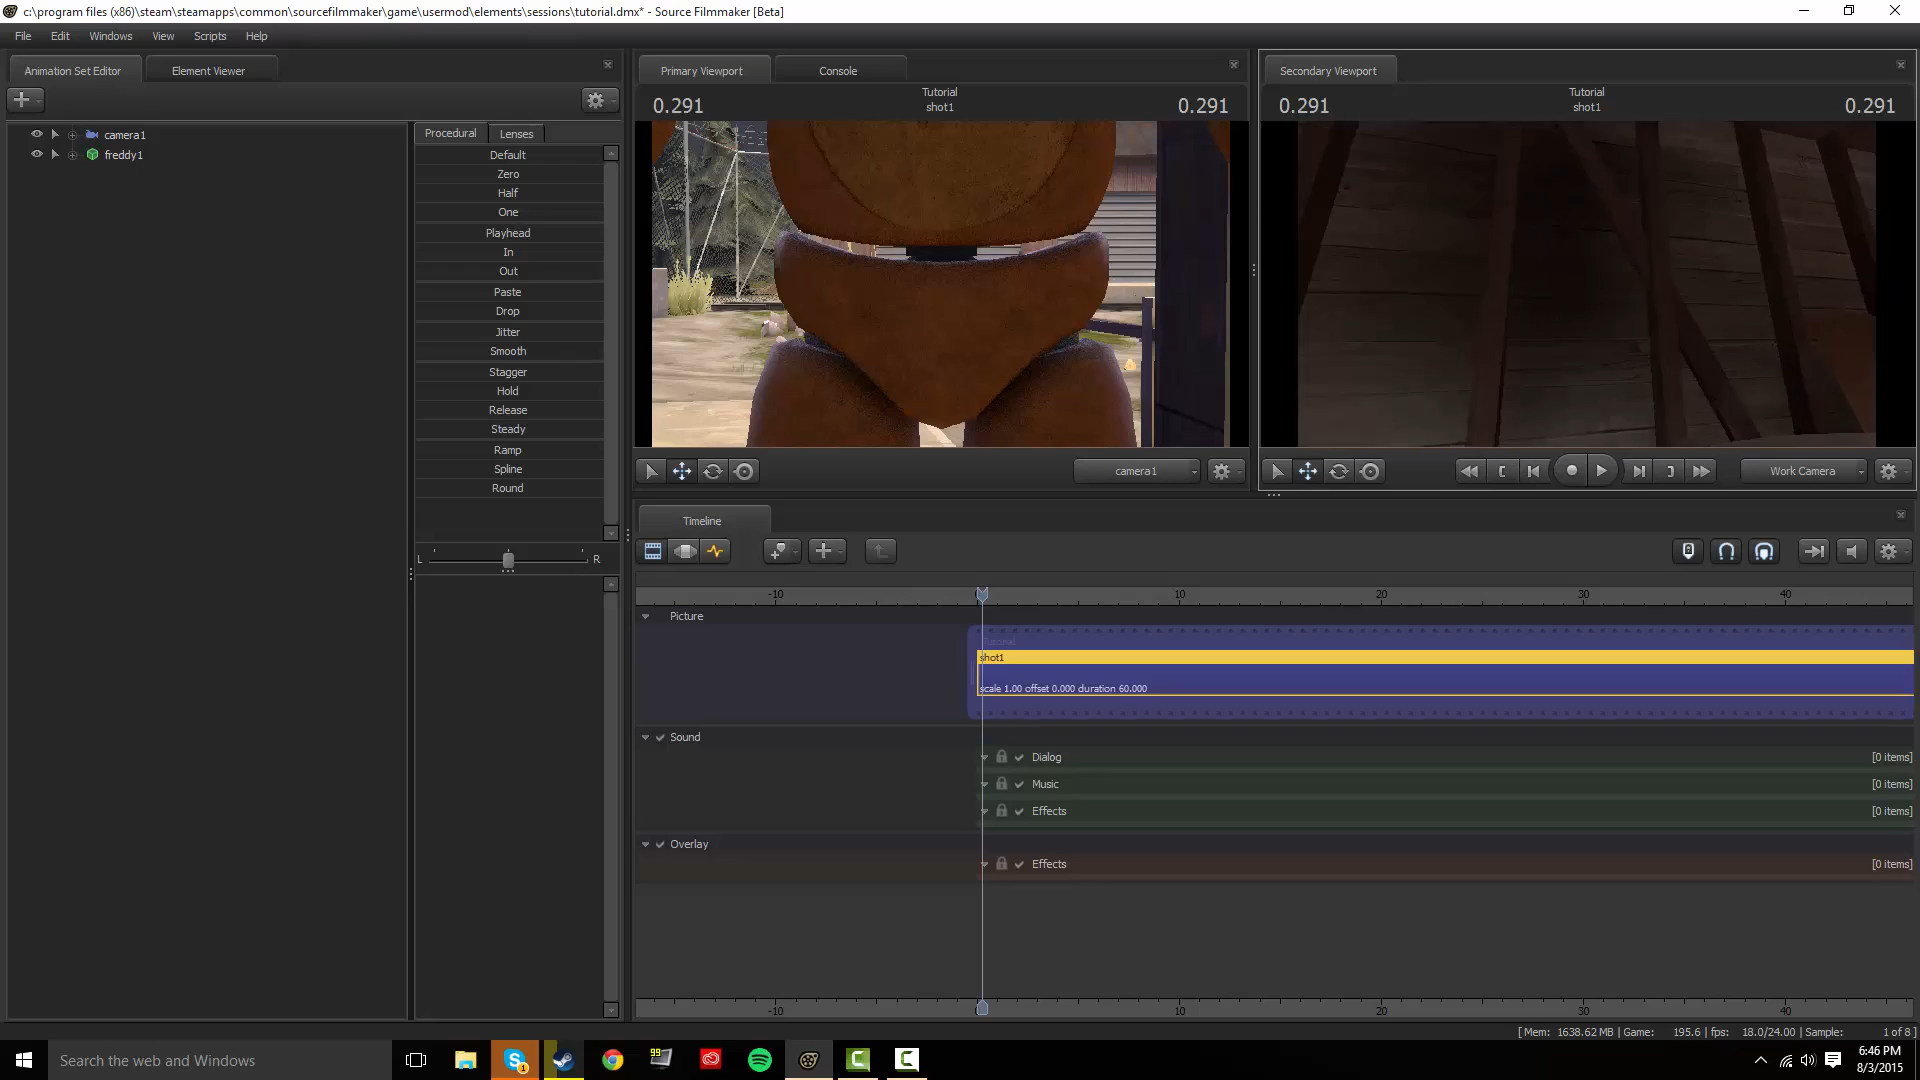 c:\program files (x86)\steam\steamapps\common\sourcefilmmaker\game\usermod\elements\sessions\tutorial.dmx* - Source Filmmaker [Beta]
File Edit Windows View Scripts Help
Animation Set Editor Element Viewer
Primary Viewport Console
Secondary Viewport
0.291 Tutorial 0.291
shot1
0.291 Tutorial 0.291
shot1
camera1
freddy1
Procedural Lenses
Default
Zero
Half
One
Playhead
In
Out
Paste
Drop
Jitter
Smooth
Stagger
Hold
Release
Steady
Ramp
Spline
Round
L R
camera1
Work Camera
Timeline
-10 10 20 30 40
Picture
Tutorial
shot1
scale 1.00 offset 0.000 duration 60.000
Sound
Dialog [0 items]
Music [0 items]
Effects [0 items]
Overlay
Effects [0 items]
-10 10 20 30 40
[ Mem: 1638.62 MB | Game: 195.6 | fps: 18.0/24.00 | Sample: 1 of 8 ]
Search the web and Windows
1
99
6:46 PM
8/3/2015